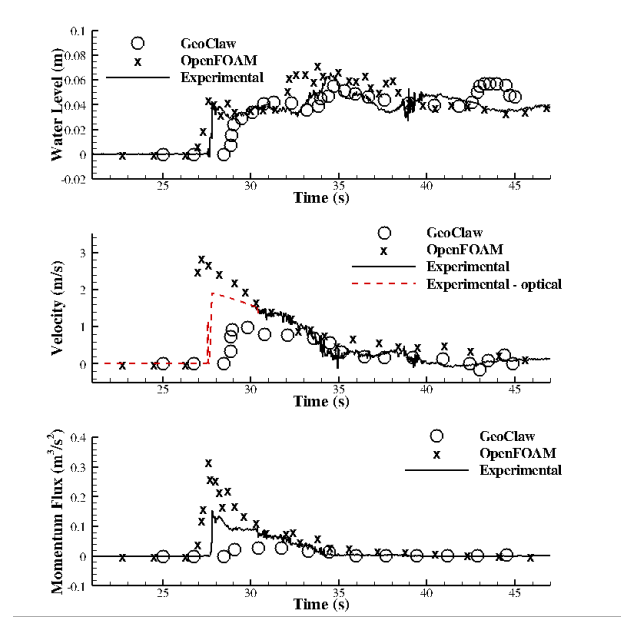 0.1
GeoClaw
0.08
x OpenFOAM
Experimental
0.06
0.04
0.02
0
-0.02
Water Level (m)
25 30 35 40 45
Time (s)
GeoClaw
x OpenFOAM
Experimental
Experimental - optical
3
2
1
0
Velocity (m/s)
25 30 35 40 45
Time (s)
0.4
GeoClaw
x OpenFOAM
0.3
Experimental
0.2
0.1
0
-0.1
Momentum Flux (m³/s²)
25 30 35 40 45
Time (s)